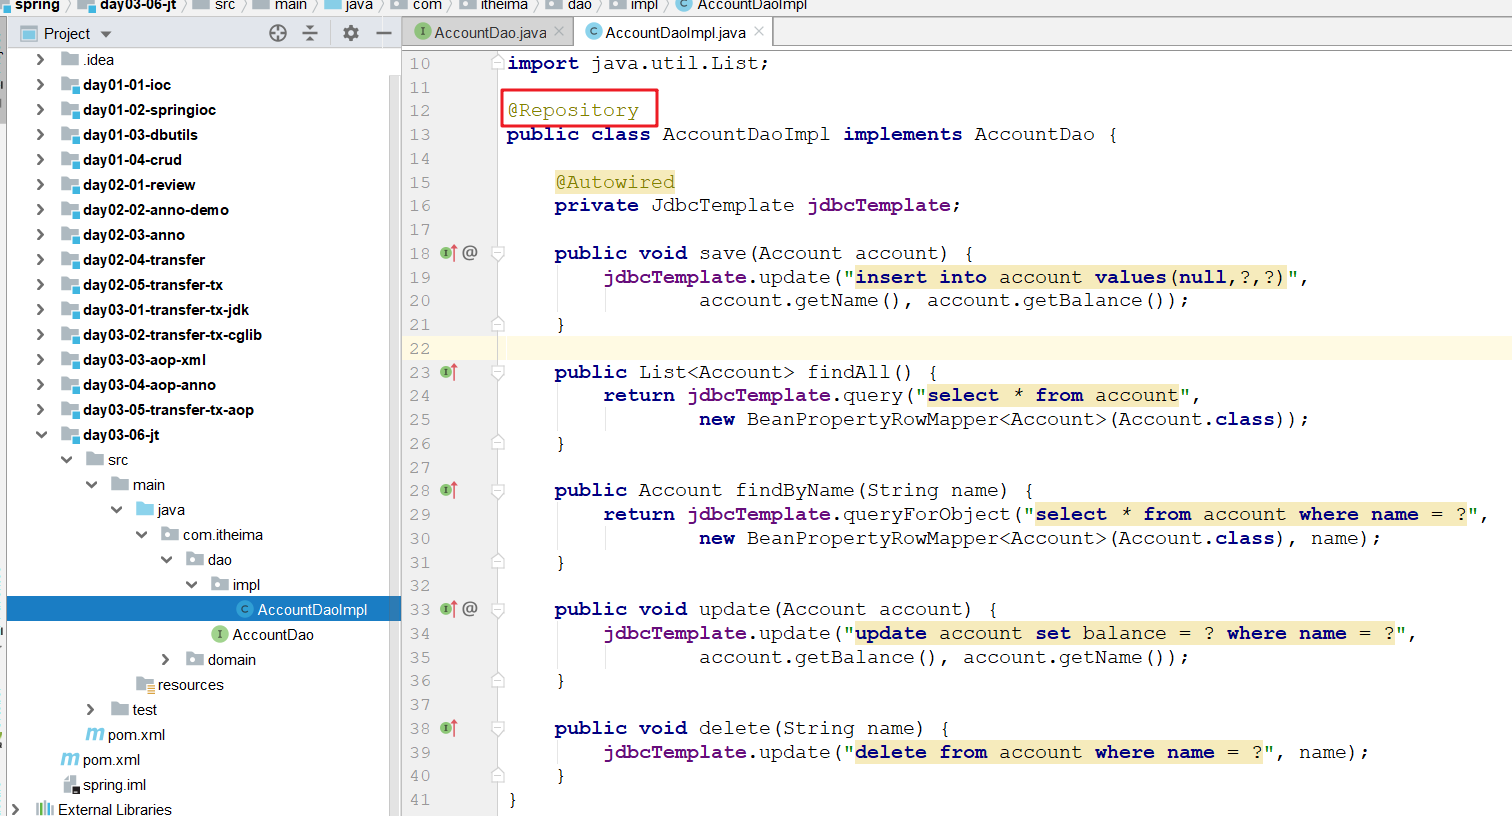 spring day03-06-jt src main java com itheima dao impl AccountDaoImpl
Project
.idea
day01-01-ioc
day01-02-springioc
day01-03-dbutils
day01-04-crud
day02-01-review
day02-02-anno-demo
day02-03-anno
day02-04-transfer
day02-05-transfer-tx
day03-01-transfer-tx-jdk
day03-02-transfer-tx-cglib
day03-03-aop-xml
day03-04-aop-anno
day03-05-transfer-tx-aop
day03-06-jt
src
main
java
com.itheima
dao
impl
AccountDaoImpl
AccountDao
domain
resources
test
pom.xml
pom.xml
spring.iml
External Libraries
AccountDao.java AccountDaoImpl.java
10 import java.util.List;
11
12 @Repository
13 public class AccountDaoImpl implements AccountDao {
14
15 @Autowired
16 private JdbcTemplate jdbcTemplate;
17
18 public void save(Account account) {
19 jdbcTemplate.update("insert into account values(null,?,?)",
20 account.getName(), account.getBalance());
21 }
22
23 public List<Account> findAll() {
24 return jdbcTemplate.query("select * from account",
25 new BeanPropertyRowMapper<Account>(Account.class));
26 }
27
28 public Account findByName(String name) {
29 return jdbcTemplate.queryForObject("select * from account where name = ?",
30 new BeanPropertyRowMapper<Account>(Account.class), name);
31 }
32
33 public void update(Account account) {
34 jdbcTemplate.update("update account set balance = ? where name = ?",
35 account.getBalance(), account.getName());
36 }
37
38 public void delete(String name) {
39 jdbcTemplate.update("delete from account where name = ?", name);
40 }
41 }